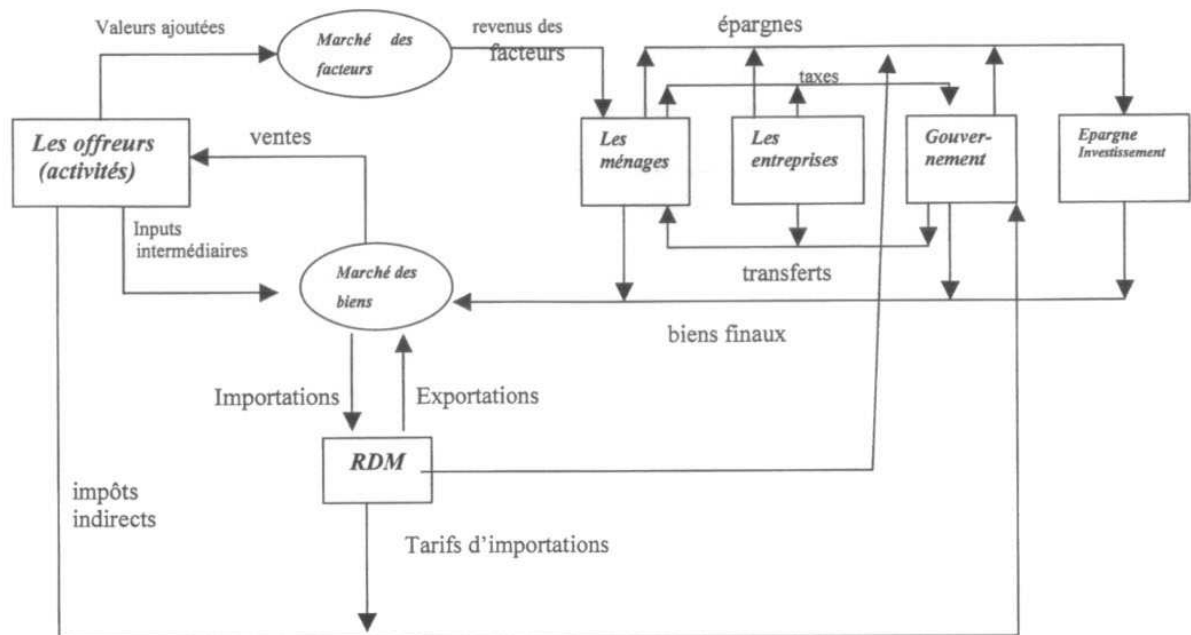 Valeurs ajoutées
Marché des
facteurs
revenus des
facteurs
épargnes
taxes
Les offreurs
(activités)
ventes
Les
ménages
Les
entreprises
Gouver-
nement
Epargne
Investissement
Inputs
intermédiaires
Marché des
biens
transferts
biens finaux
Importations
Exportations
RDM
impôts
indirects
Tarifs d'importations